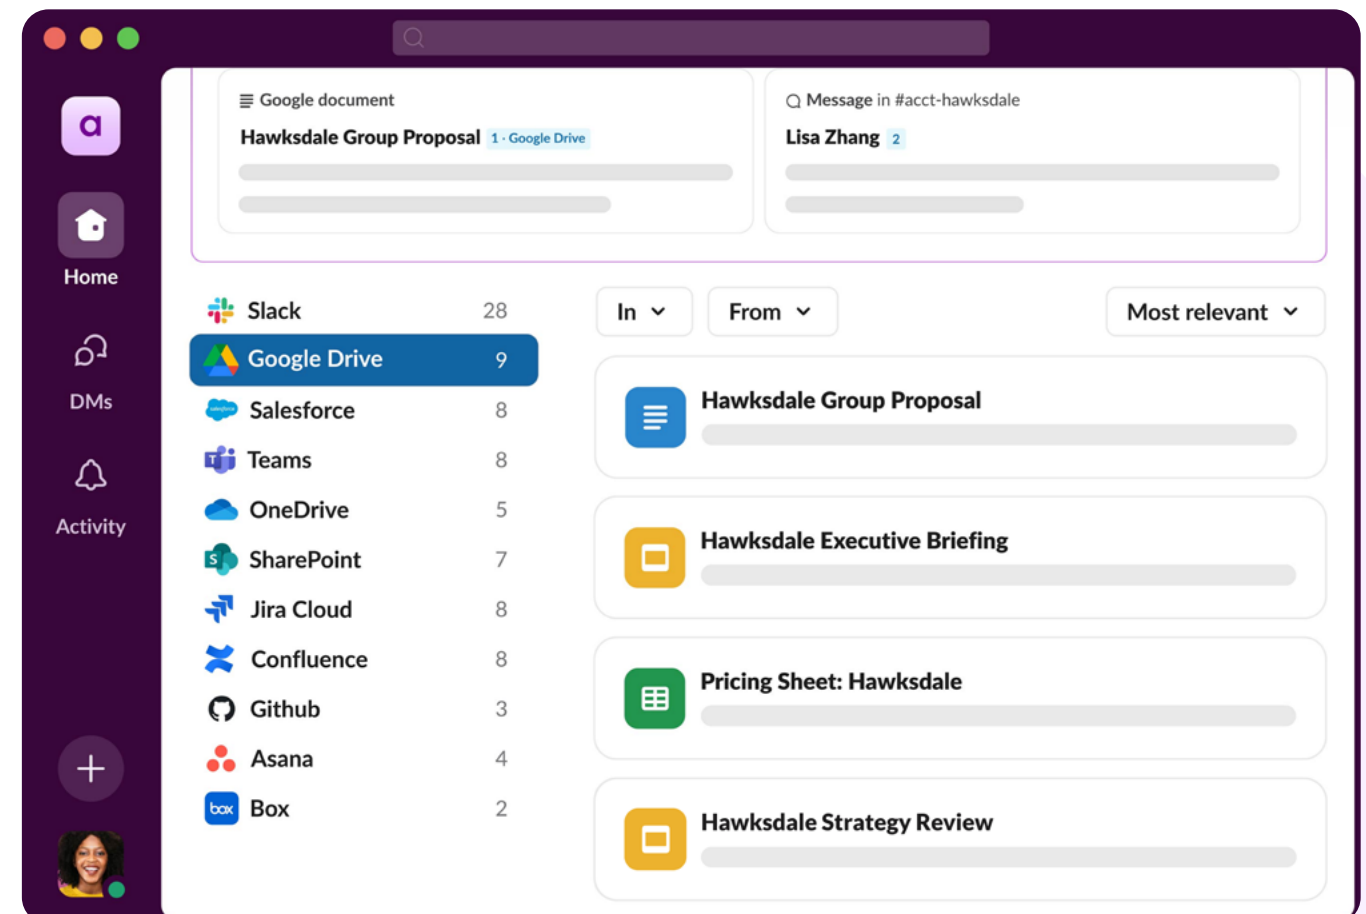 a
Google document
Hawksdale Group Proposal 1 · Google Drive
Message in #acct-hawksdale
Lisa Zhang 2
Home
DMs
Activity
Slack 28
Google Drive 9
salesforce Salesforce 8
T Teams 8
OneDrive 5
S SharePoint 7
Jira Cloud 8
Confluence 8
Github 3
Asana 4
box Box 2
In
From
Most relevant
Hawksdale Group Proposal
Hawksdale Executive Briefing
Pricing Sheet: Hawksdale
Hawksdale Strategy Review